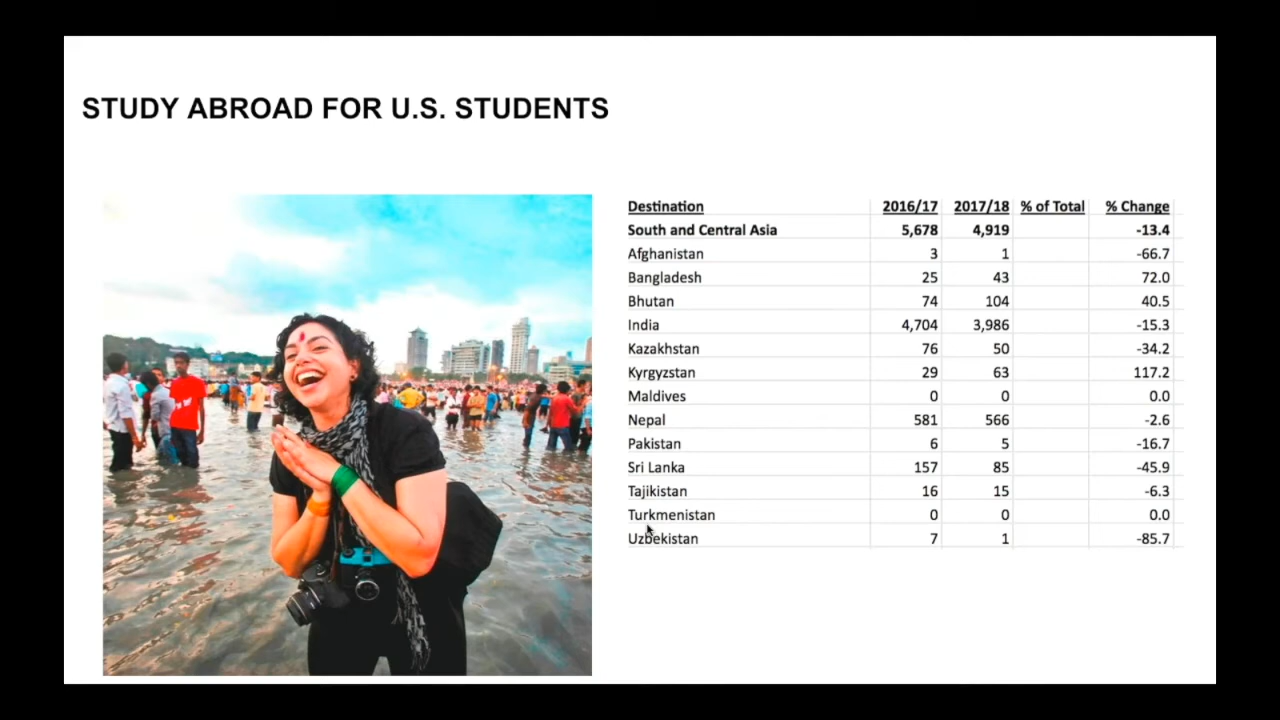 STUDY ABROAD FOR U.S. STUDENTS
Destination 2016/17 2017/18 % of Total % Change
South and Central Asia 5,678 4,919 -13.4
Afghanistan 3 1 -66.7
Bangladesh 25 43 72.0
Bhutan 74 104 40.5
India 4,704 3,986 -15.3
Kazakhstan 76 50 -34.2
Kyrgyzstan 29 63 117.2
Maldives 0 0 0.0
Nepal 581 566 -2.6
Pakistan 6 5 -16.7
Sri Lanka 157 85 -45.9
Tajikistan 16 15 -6.3
Turkmenistan 0 0 0.0
Uzbekistan 7 1 -85.7